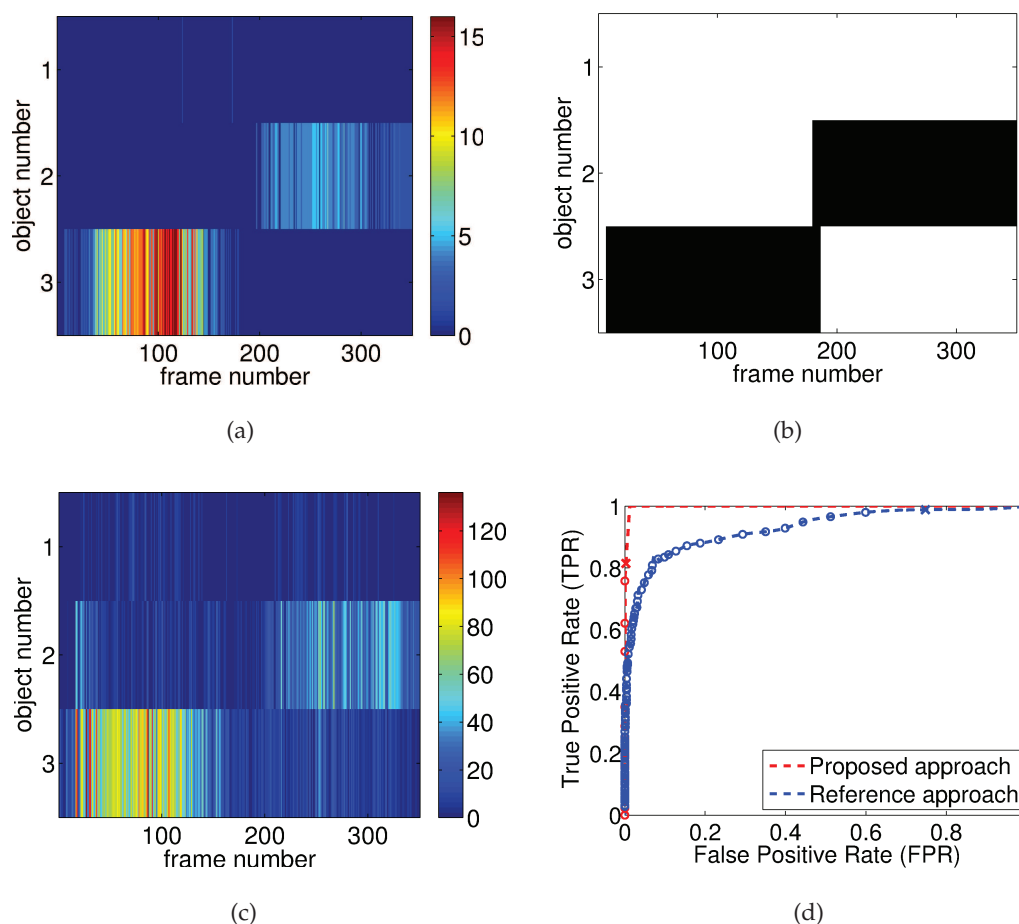 object number
1
2
3
100
200
300
frame number
15
10
5
0
(a)
object number
1
2
3
100
200
300
frame number
(b)
object number
1
2
3
100
200
300
frame number
120
100
80
60
40
20
0
(c)
True Positive Rate (TPR)
1
0.8
0.6
0.4
0.2
0
0
0.2
0.4
0.6
0.8
1
False Positive Rate (FPR)
Proposed approach
Reference approach
(d)